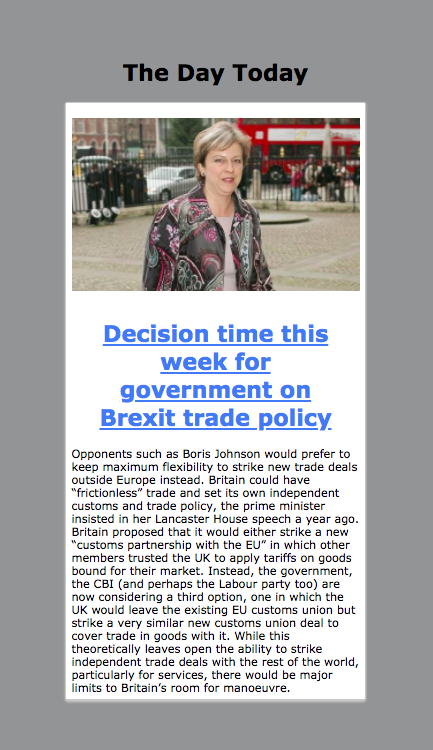 The Day Today
Decision time this
week for
government on
Brexit trade policy
Opponents such as Boris Johnson would prefer to
keep maximum flexibility to strike new trade deals
outside Europe instead. Britain could have
“frictionless” trade and set its own independent
customs and trade policy, the prime minister
insisted in her Lancaster House speech a year ago.
Britain proposed that it would either strike a new
“customs partnership with the EU” in which other
members trusted the UK to apply tariffs on goods
bound for their market. Instead, the government,
the CBI (and perhaps the Labour party too) are
now considering a third option, one in which the
UK would leave the existing EU customs union but
strike a very similar new customs union deal to
cover trade in goods with it. While this
theoretically leaves open the ability to strike
independent trade deals with the rest of the world,
particularly for services, there would be major
limits to Britain’s room for manoeuvre.